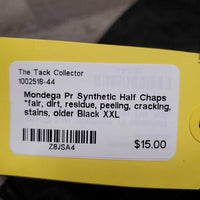 The Tack Collector
1002518-44
Mondega Pr Synthetic Half Chaps
*fair, dirt, residue, peeling, cracking,
stains, older Black XXL
Z8JSA4
$15.00